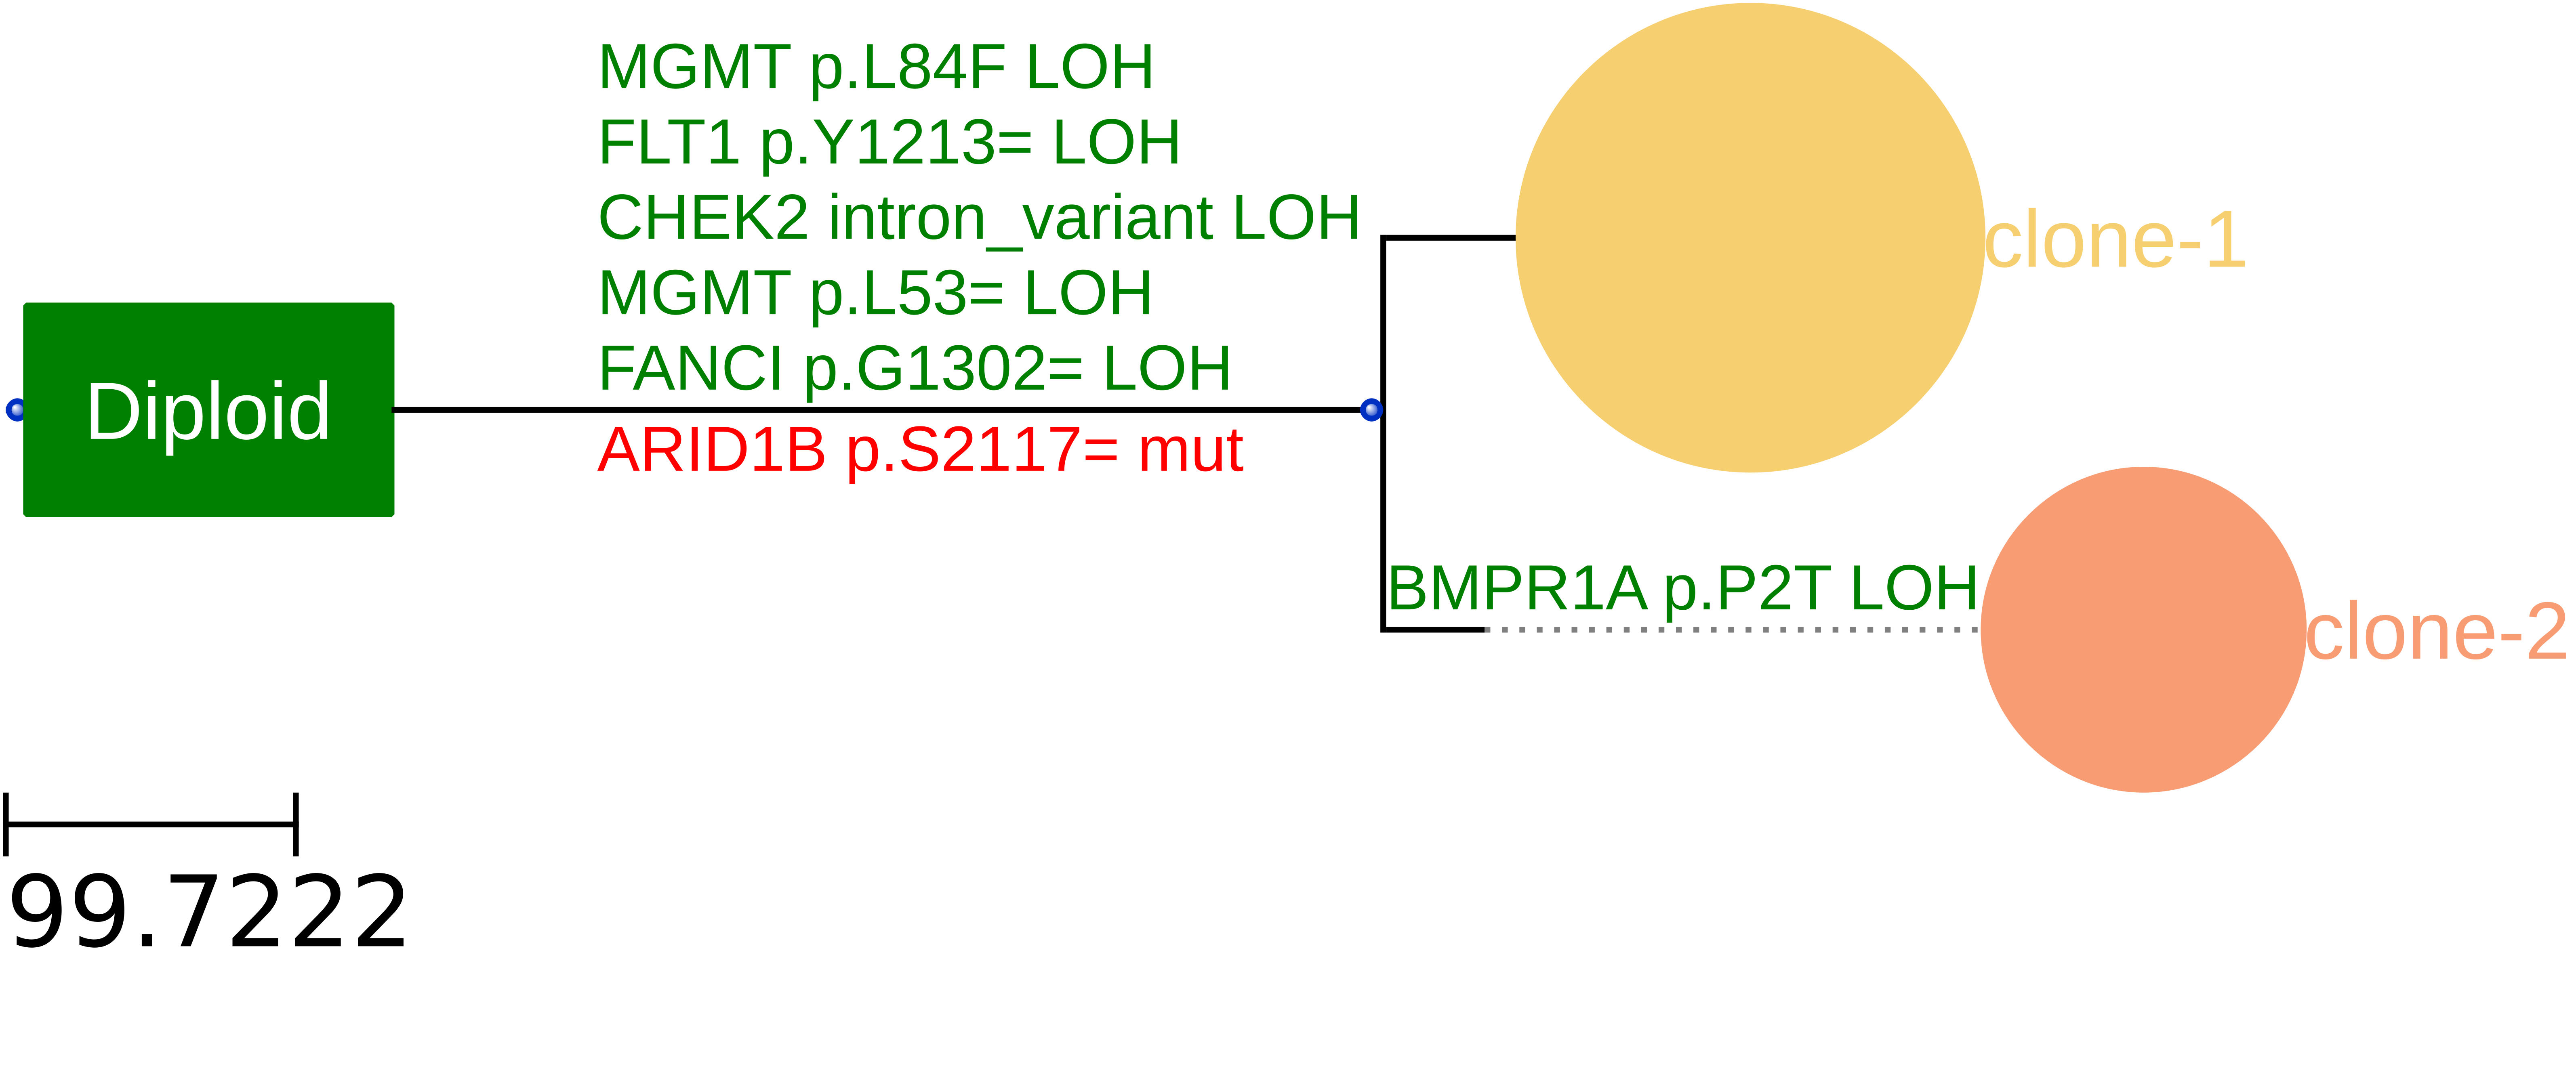 MGMT p.L84F LOH
FLT1 p.Y1213= LOH
CHEK2 intron_variant LOH
MGMT p.L53= LOH
FANCI p.G1302= LOH
Diploid
ARID1B p.S2117= mut
clone-1
BMPR1A p.P2T LOH
clone-2
99.7222